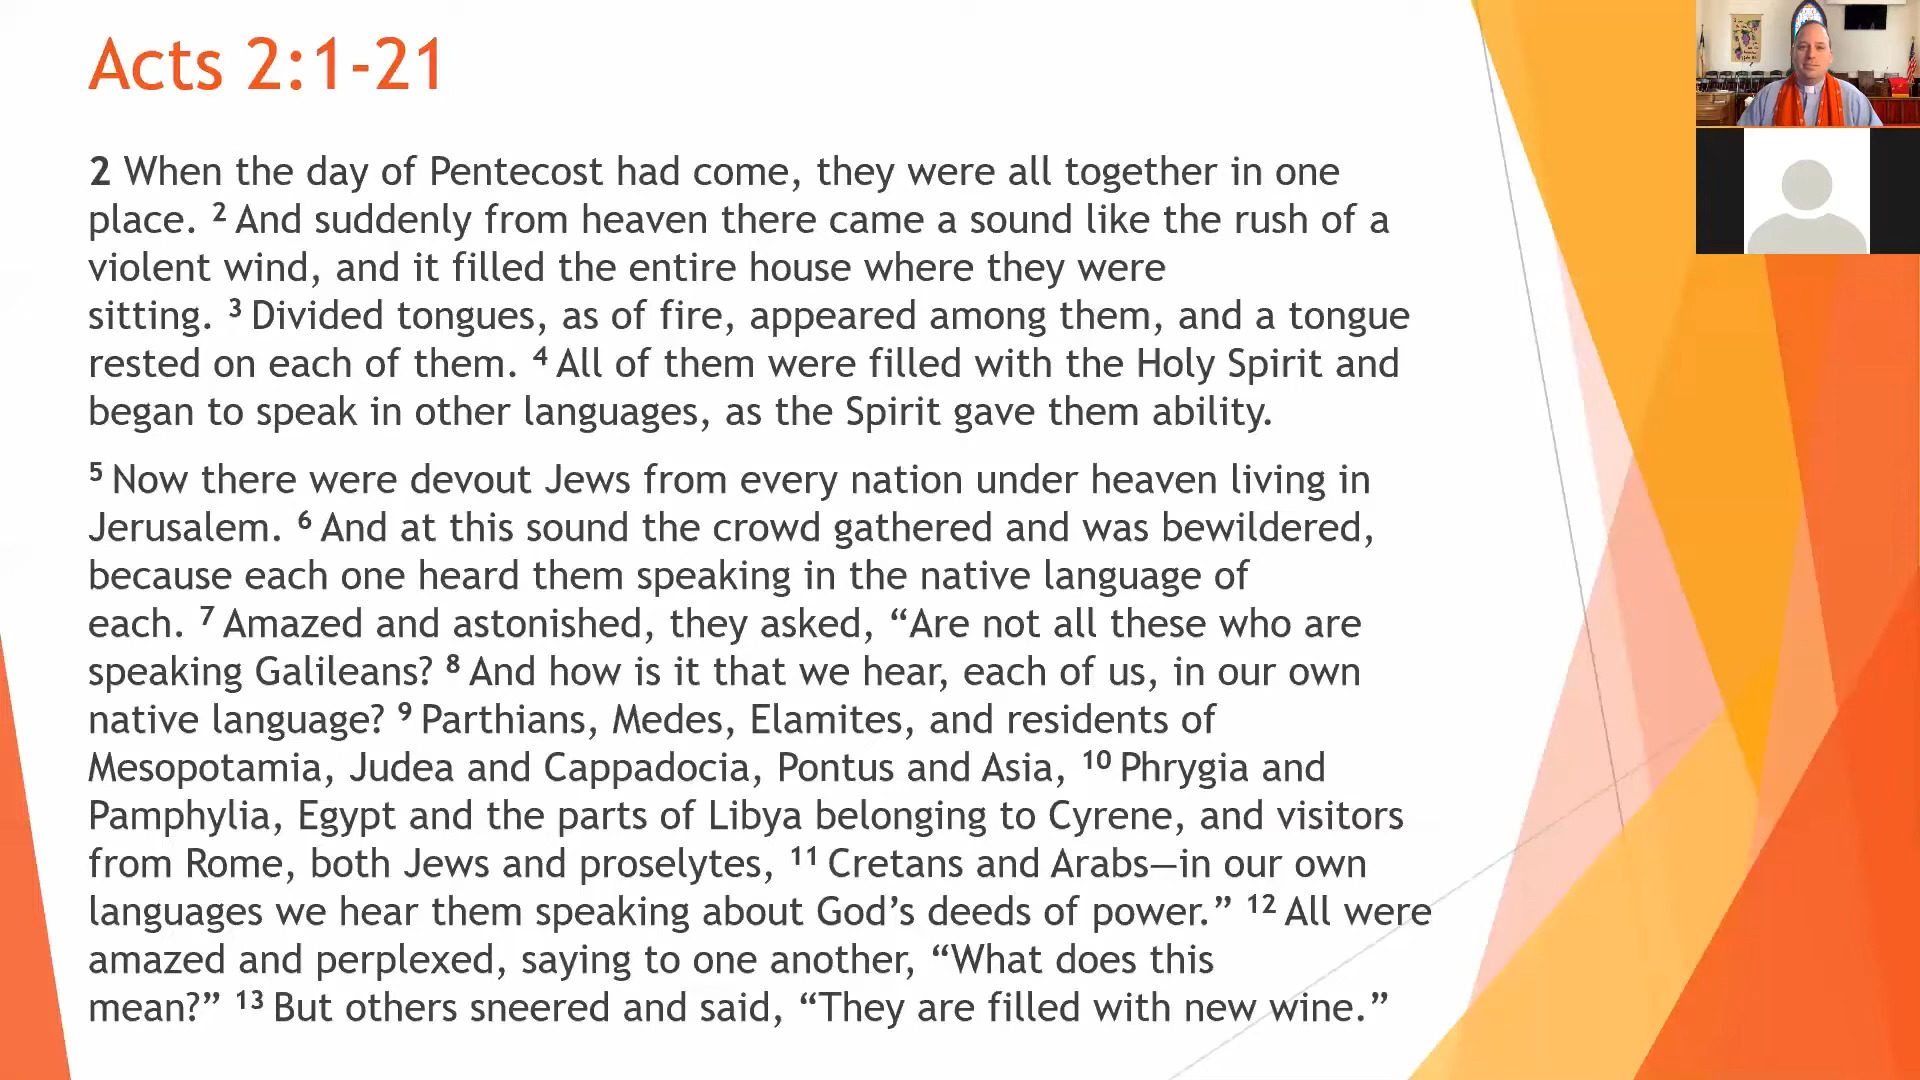 Acts 2:1-21
2 When the day of Pentecost had come, they were all together in one
place. 2 And suddenly from heaven there came a sound like the rush of a
violent wind, and it filled the entire house where they were
sitting. 3 Divided tongues, as of fire, appeared among them, and a tongue
rested on each of them. 4 All of them were filled with the Holy Spirit and
began to speak in other languages, as the Spirit gave them ability.
5 Now there were devout Jews from every nation under heaven living in
Jerusalem. 6 And at this sound the crowd gathered and was bewildered,
because each one heard them speaking in the native language of
each. 7 Amazed and astonished, they asked, “Are not all these who are
speaking Galileans? 8 And how is it that we hear, each of us, in our own
native language? 9 Parthians, Medes, Elamites, and residents of
Mesopotamia, Judea and Cappadocia, Pontus and Asia, 10 Phrygia and
Pamphylia, Egypt and the parts of Libya belonging to Cyrene, and visitors
from Rome, both Jews and proselytes, 11 Cretans and Arabs—in our own
languages we hear them speaking about God’s deeds of power.” 12 All were
amazed and perplexed, saying to one another, “What does this
mean?” 13 But others sneered and said, “They are filled with new wine.”